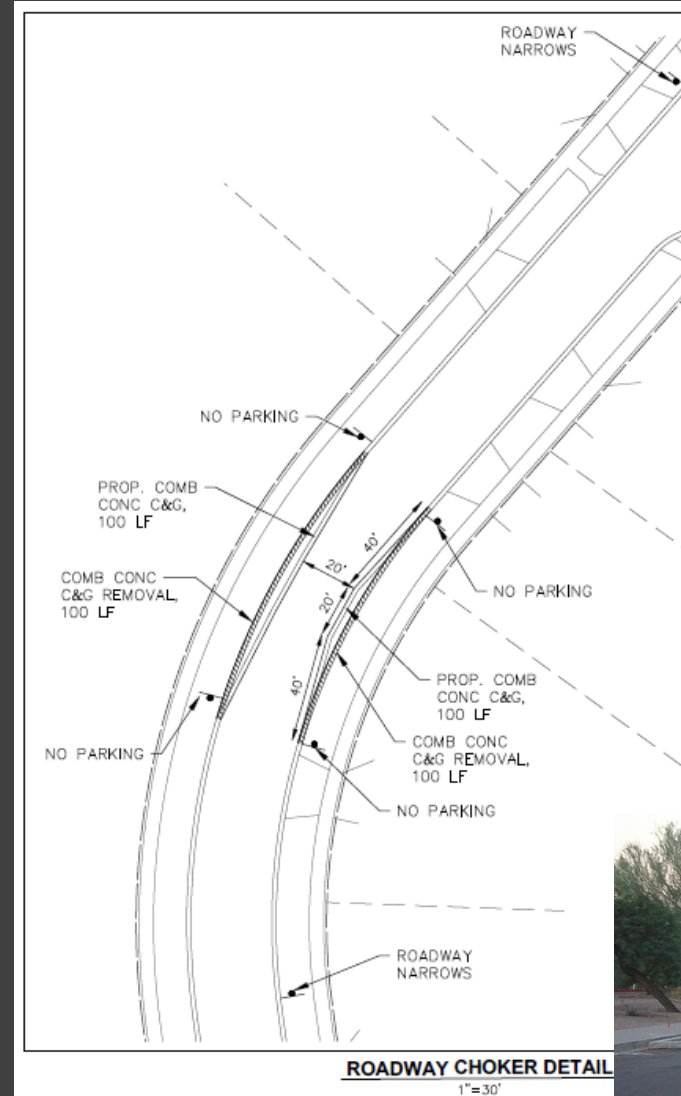 ROADWAY
NARROWS
NO PARKING
PROP. COMB
CONC C&G,
100 LF
40'
20'
COMB CONC
C&G REMOVAL,
100 LF
20'
NO PARKING
40'
PROP. COMB
CONC C&G,
100 LF
NO PARKING
COMB CONC
C&G REMOVAL,
100 LF
NO PARKING
ROADWAY
NARROWS
ROADWAY CHOKER DETAIL
1"=30'